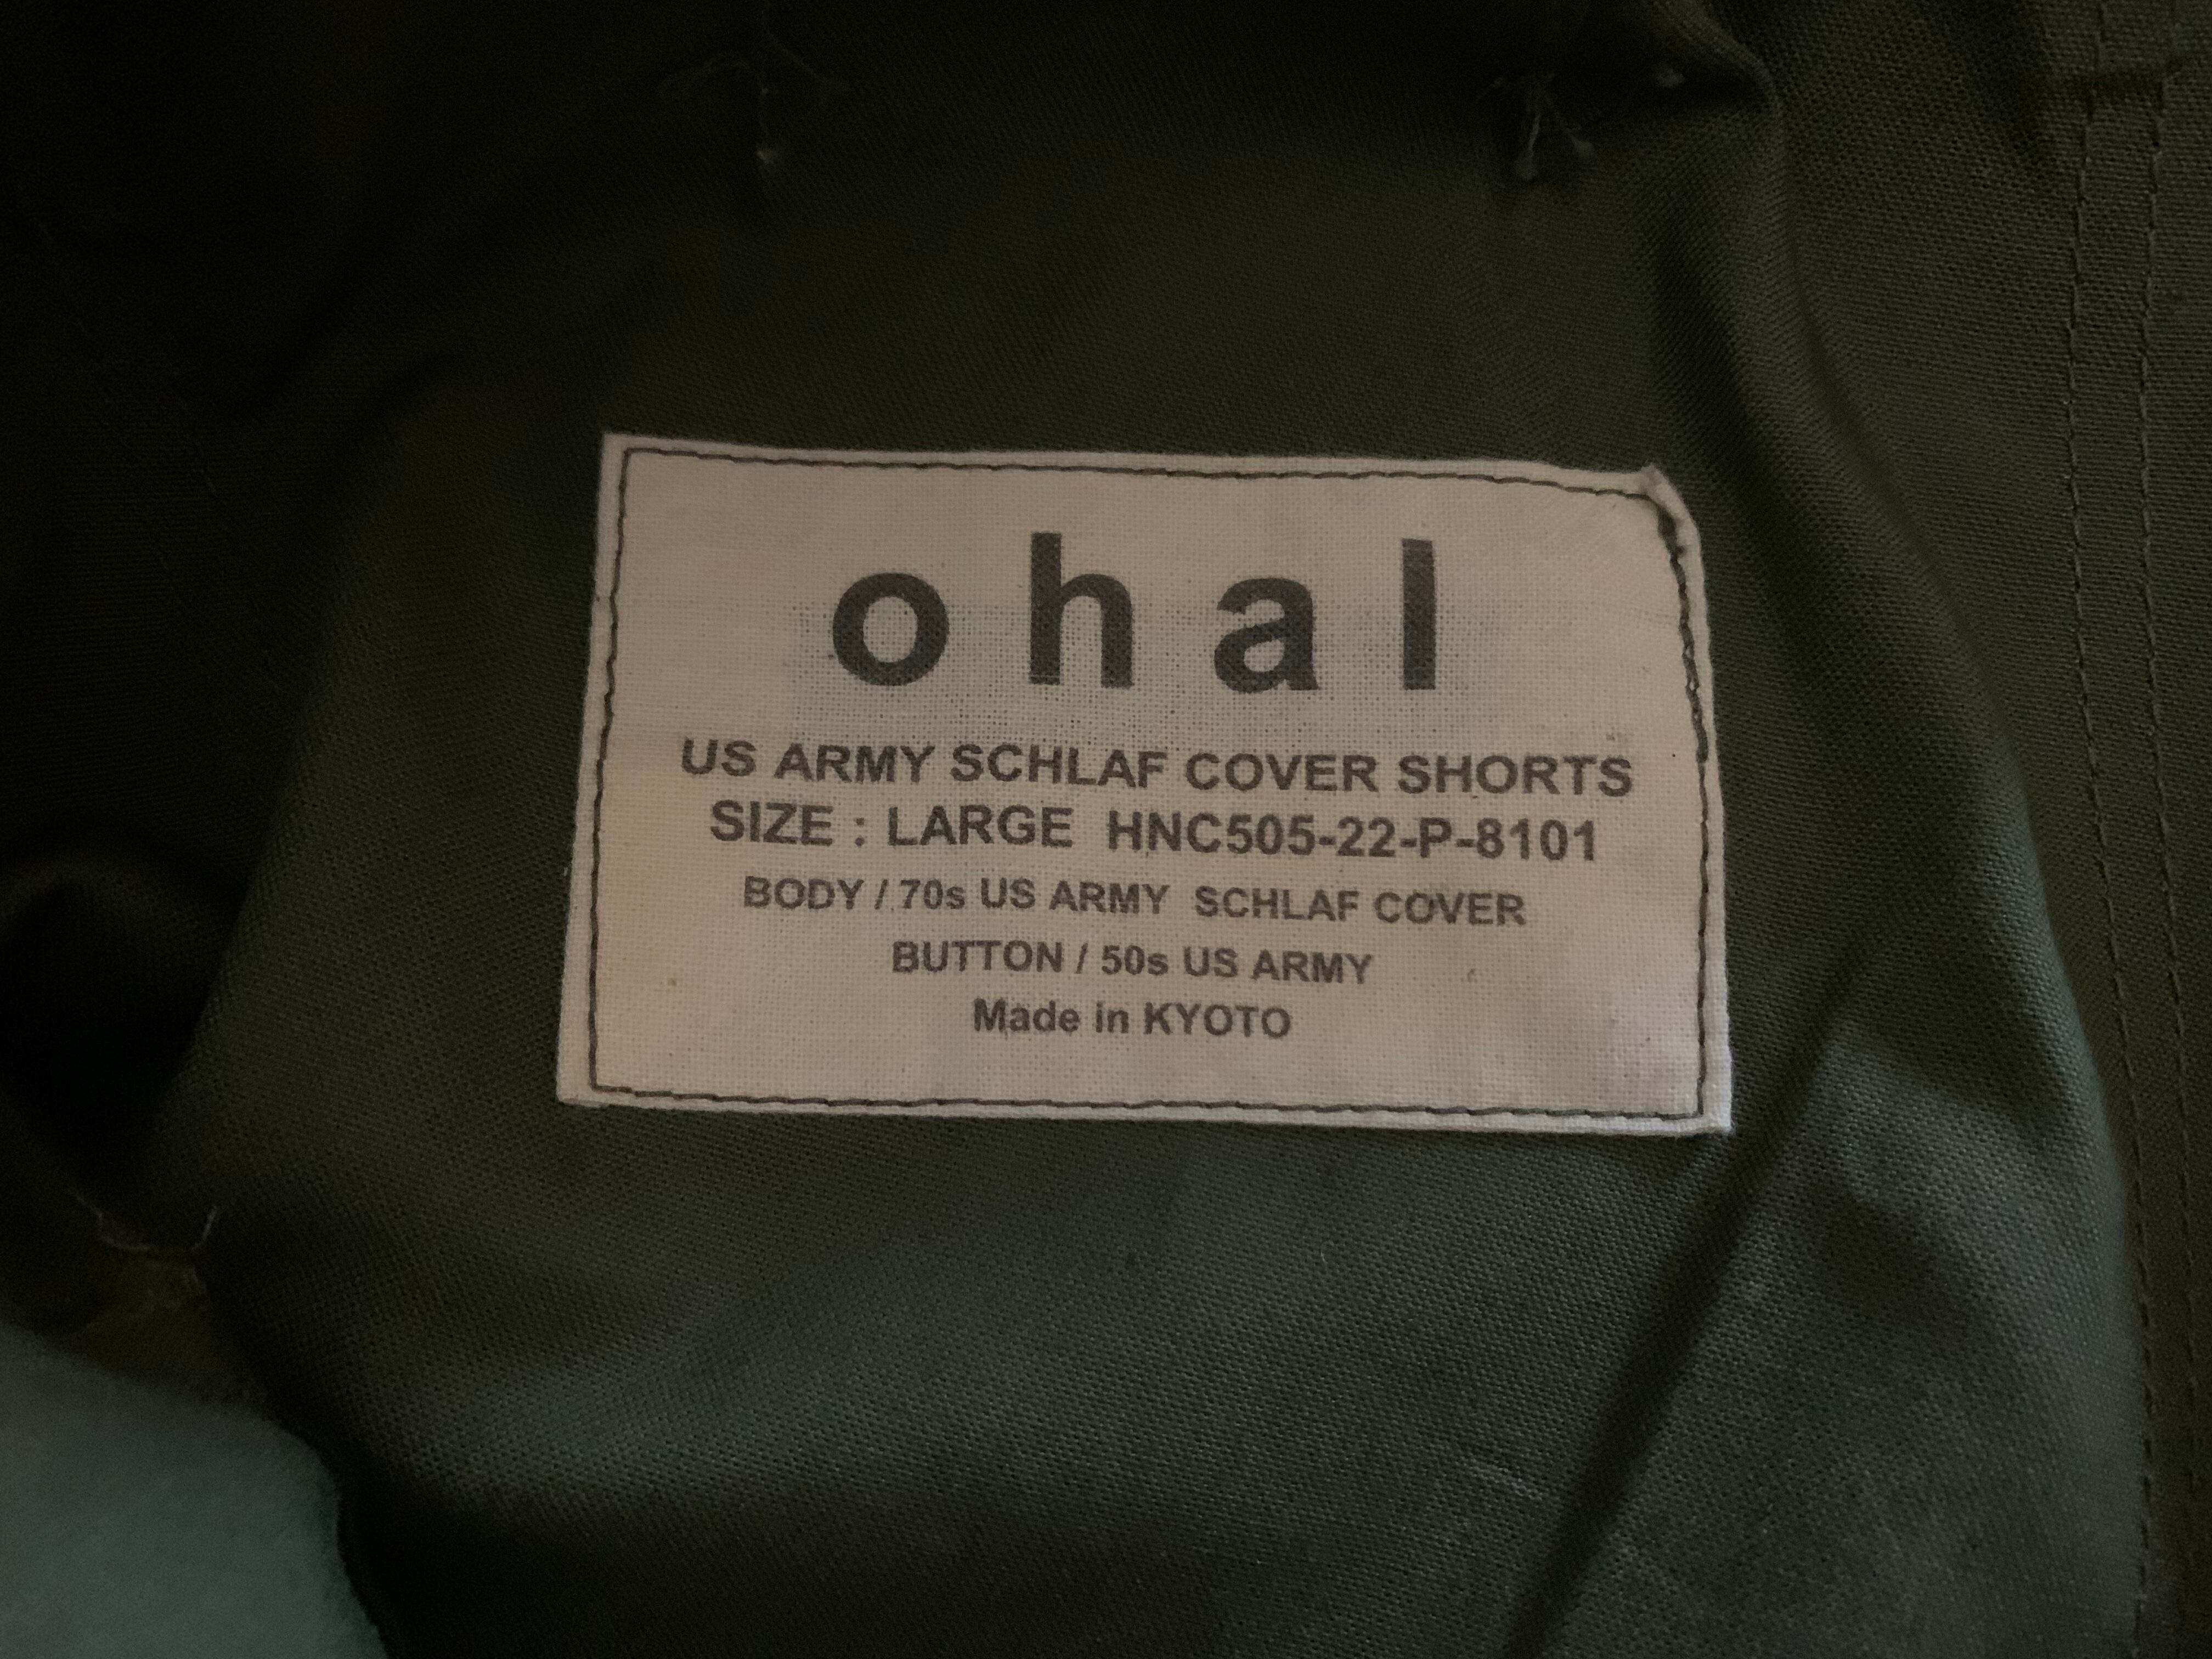 ohal
US ARMY SCHLAF COVER SHORTS
SIZE : LARGE HNC505-22-P-8101
BODY / 70s US ARMY SCHLAF COVER
BUTTON / 50s US ARMY
Made in KYOTO